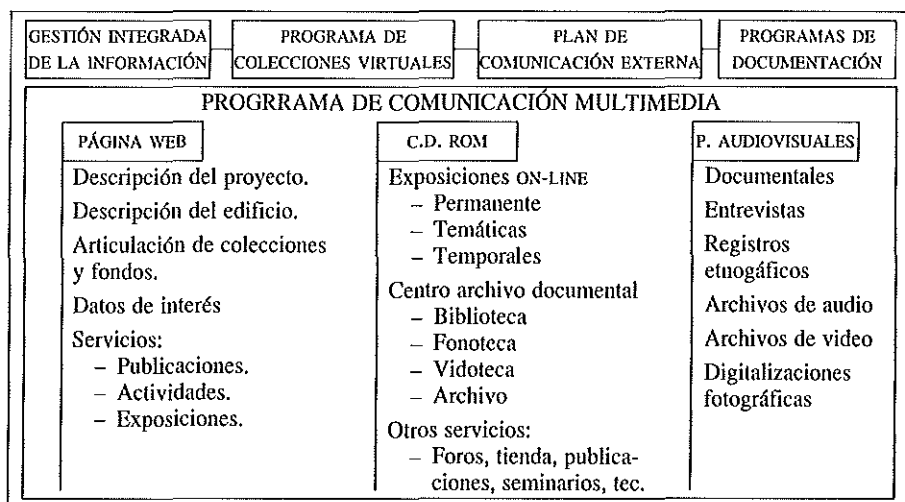 GESTIÓN INTEGRADA
DE LA INFORMACIÓN
PROGRAMA DE
COLECCIONES VIRTUALES
PLAN DE
COMUNICACIÓN EXTERNA
PROGRAMAS DE
DOCUMENTACIÓN
PROGRRAMA DE COMUNICACIÓN MULTIMEDIA
PÁGINA WEB
Descripción del proyecto.
Descripción del edificio.
Articulación de colecciones
y fondos.
Datos de interés
Servicios:
– Publicaciones.
– Actividades.
– Exposiciones.
C.D. ROM
Exposiciones ON-LINE
– Permanente
– Temáticas
– Temporales
Centro archivo documental
– Biblioteca
– Fonoteca
– Vidoteca
– Archivo
Otros servicios:
– Foros, tienda, publica-
ciones, seminarios, tec.
P. AUDIOVISUALES
Documentales
Entrevistas
Registros
etnogáficos
Archivos de audio
Archivos de video
Digitalizaciones
fotográficas